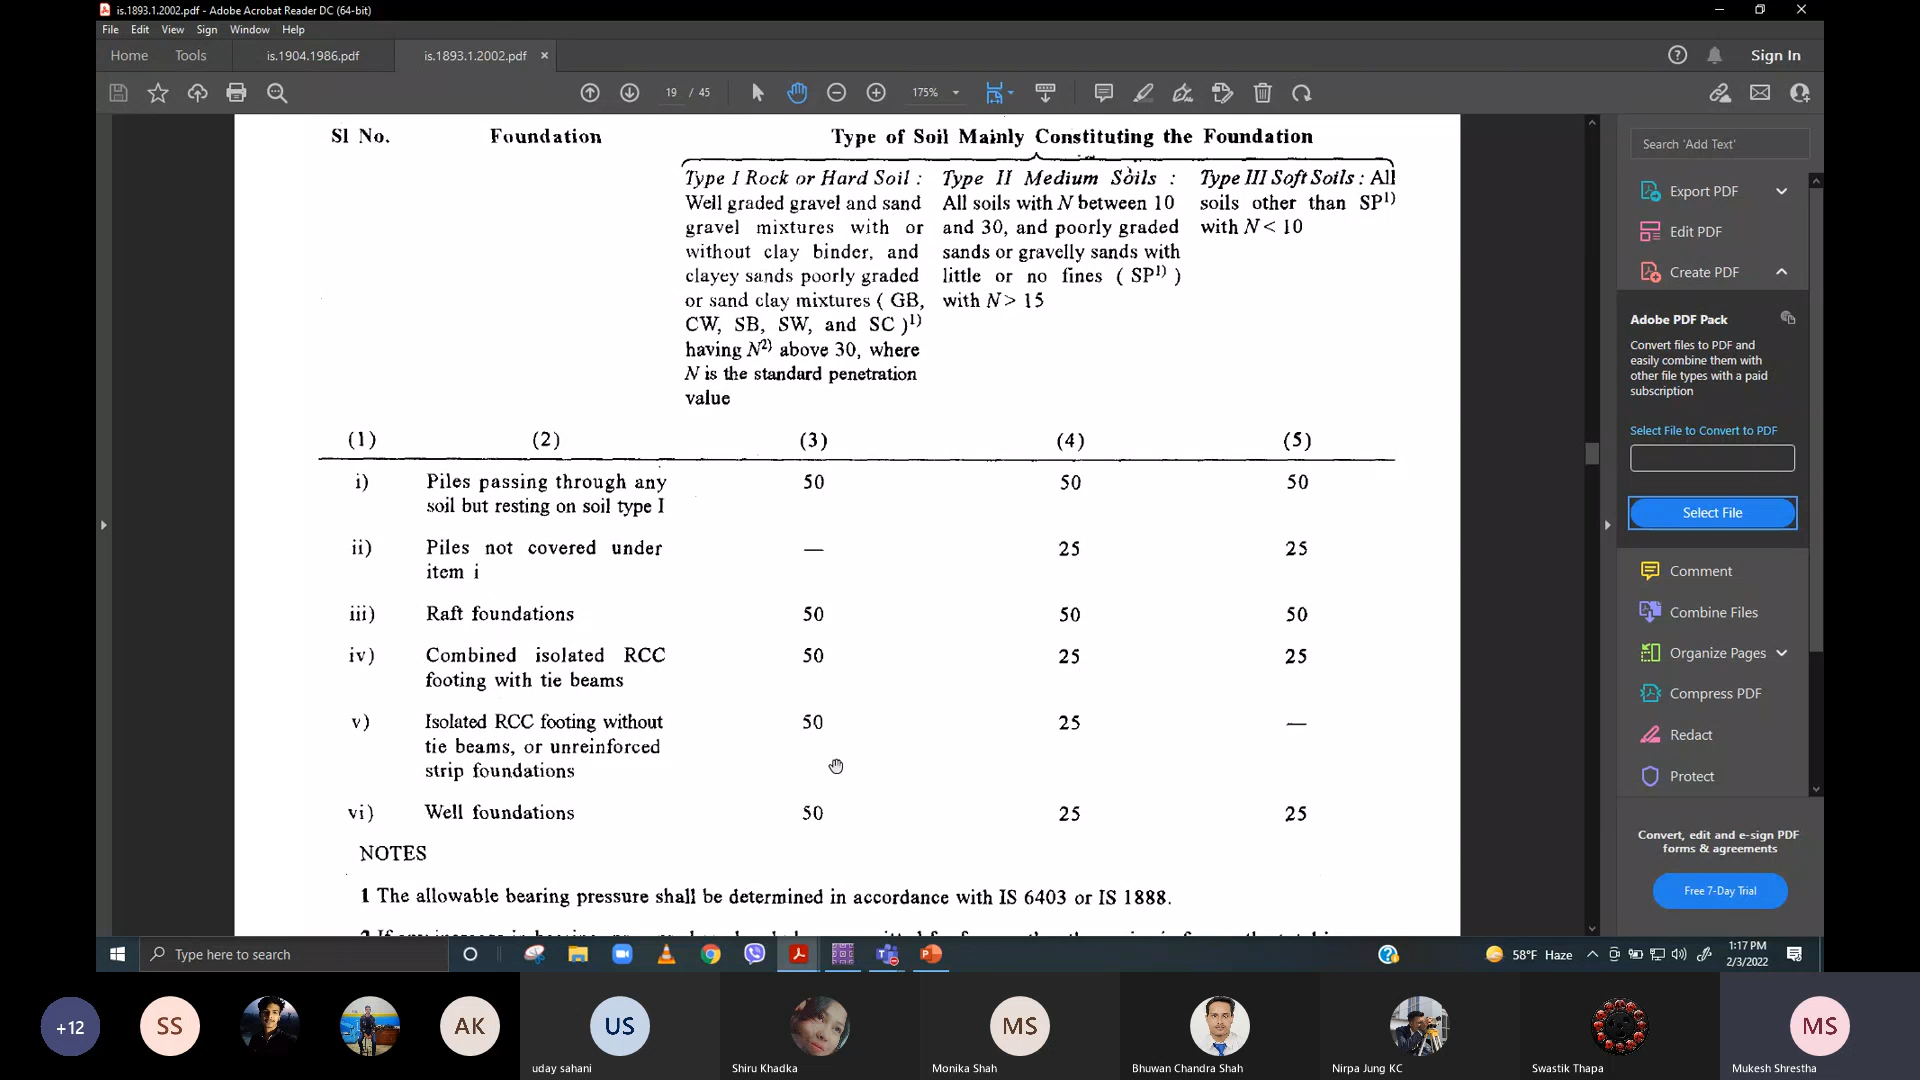 is.1893.1.2002.pdf - Adobe Acrobat Reader DC (64-bit)
File Edit View Sign Window Help
Home Tools is.1904.1986.pdf is.1893.1.2002.pdf × Sign In
19 / 45 175%
Sl No. Foundation Type of Soil Mainly Constituting the Foundation
Type I Rock or Hard Soil :
Well graded gravel and sand
gravel mixtures with or
without clay binder, and
clayey sands poorly graded
or sand clay mixtures ( GB,
CW, SB, SW, and SC )1)
having N2) above 30, where
N is the standard penetration
value
Type II Medium Soils :
All soils with N between 10
and 30, and poorly graded
sands or gravelly sands with
little or no fines ( SP1) )
with N > 15
Type III Soft Soils : All
soils other than SP1)
with N < 10
(1) (2) (3) (4) (5)
i) Piles passing through any 50 50 50
soil but resting on soil type I
ii) Piles not covered under — 25 25
item i
iii) Raft foundations 50 50 50
iv) Combined isolated RCC 50 25 25
footing with tie beams
v) Isolated RCC footing without 50 25 —
tie beams, or unreinforced
strip foundations
vi) Well foundations 50 25 25
NOTES
1 The allowable bearing pressure shall be determined in accordance with IS 6403 or IS 1888.
Search 'Add Text'
Export PDF
Edit PDF
Create PDF
Adobe PDF Pack
Convert files to PDF and
easily combine them with
other file types with a paid
subscription
Select File to Convert to PDF
Select File
Comment
Combine Files
Organize Pages
Compress PDF
Redact
Protect
Convert, edit and e-sign PDF
forms & agreements
Free 7-Day Trial
Type here to search
58°F Haze
1:17 PM
2/3/2022
+12 SS AK US MS MS
uday sahani Shiru Khadka Monika Shah Bhuwan Chandra Shah Nirpa Jung KC Swastik Thapa Mukesh Shrestha